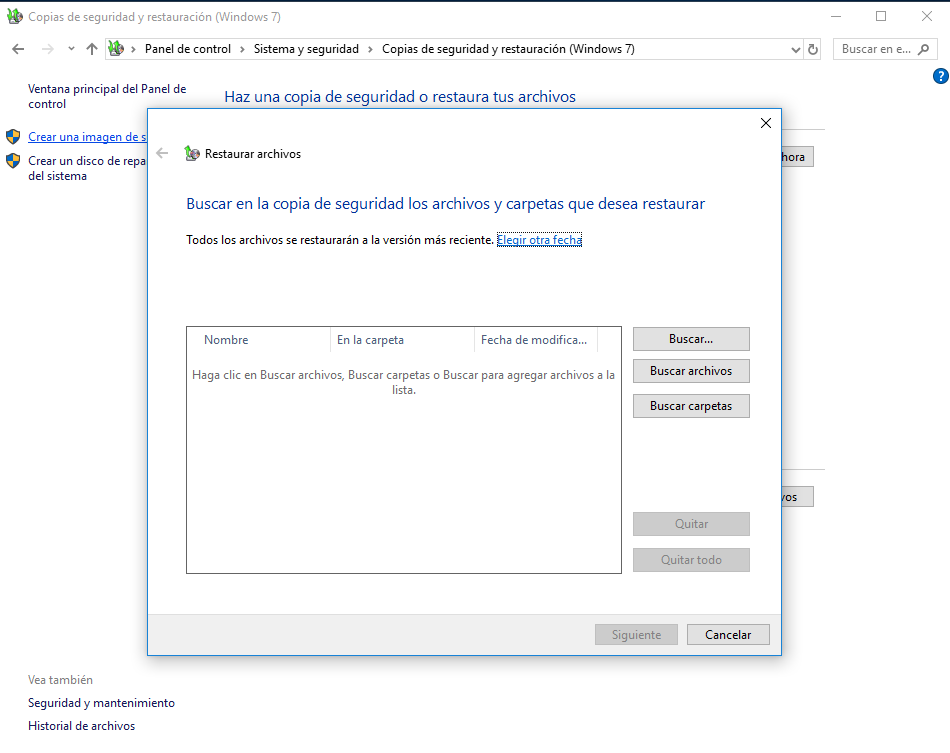 Copias de seguridad y restauración (Windows 7)
Panel de control > Sistema y seguridad > Copias de seguridad y restauración (Windows 7)
Buscar en e...
?
Ventana principal del Panel de
control
Haz una copia de seguridad o restaura tus archivos
Crear una imagen de s
Crear un disco de repa
del sistema
hora
Restaurar archivos
Buscar en la copia de seguridad los archivos y carpetas que desea restaurar
Todos los archivos se restaurarán a la versión más reciente. Elegir otra fecha
Nombre
En la carpeta
Fecha de modifica...
Haga clic en Buscar archivos, Buscar carpetas o Buscar para agregar archivos a la
lista.
Buscar...
Buscar archivos
Buscar carpetas
vos
Quitar
Quitar todo
Siguiente
Cancelar
Vea también
Seguridad y mantenimiento
Historial de archivos